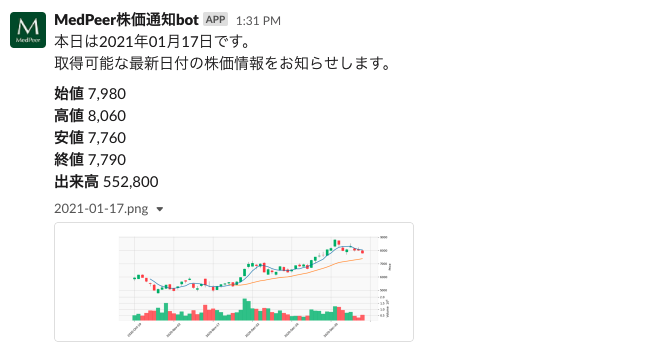 MedPeer株価通知bot APP 1:31 PM
本日は2021年01月17日です。
取得可能な最新日付の株価情報をお知らせします。
始値 7,980
高値 8,060
安値 7,760
終値 7,790
出来高 552,800
2021-01-17.png
M
MedPeer